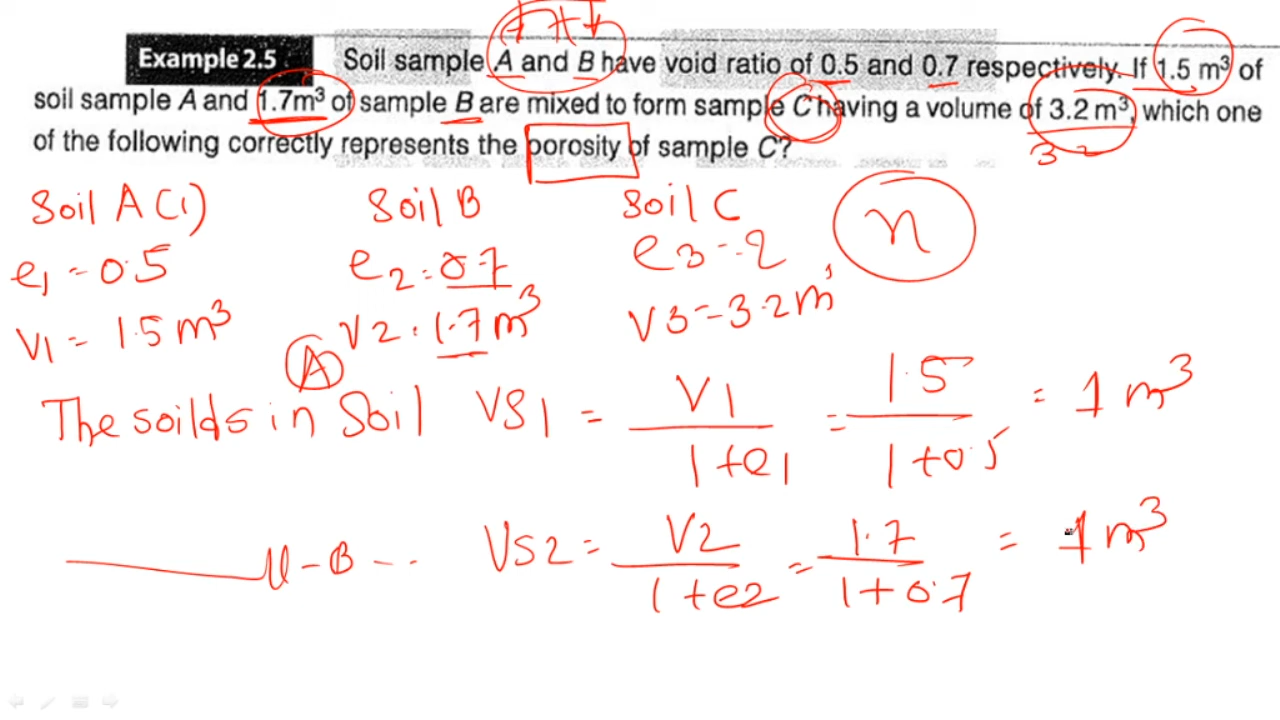 Example 2.5 Soil sample A and B have void ratio of 0.5 and 0.7 respectively. If 1.5 m³ of
soil sample A and 1.7m³ of sample B are mixed to form sample C having a volume of 3.2 m³, which one
of the following correctly represents the porosity of sample C?
3 2
Soil A (1) Soil B Soil C n
e1 = 0.5 e2 = 0.7 e3 = ?
V1 = 1.5 m³ V2 = 1.7 m³ V3 = 3.2 m³
A
The soilds in Soil VS1 = V1 / 1+e1 = 1.5 / 1+0.5 = 1 m³
B VS2 = V2 / 1+e2 = 1.7 / 1+0.7 = 1 m³